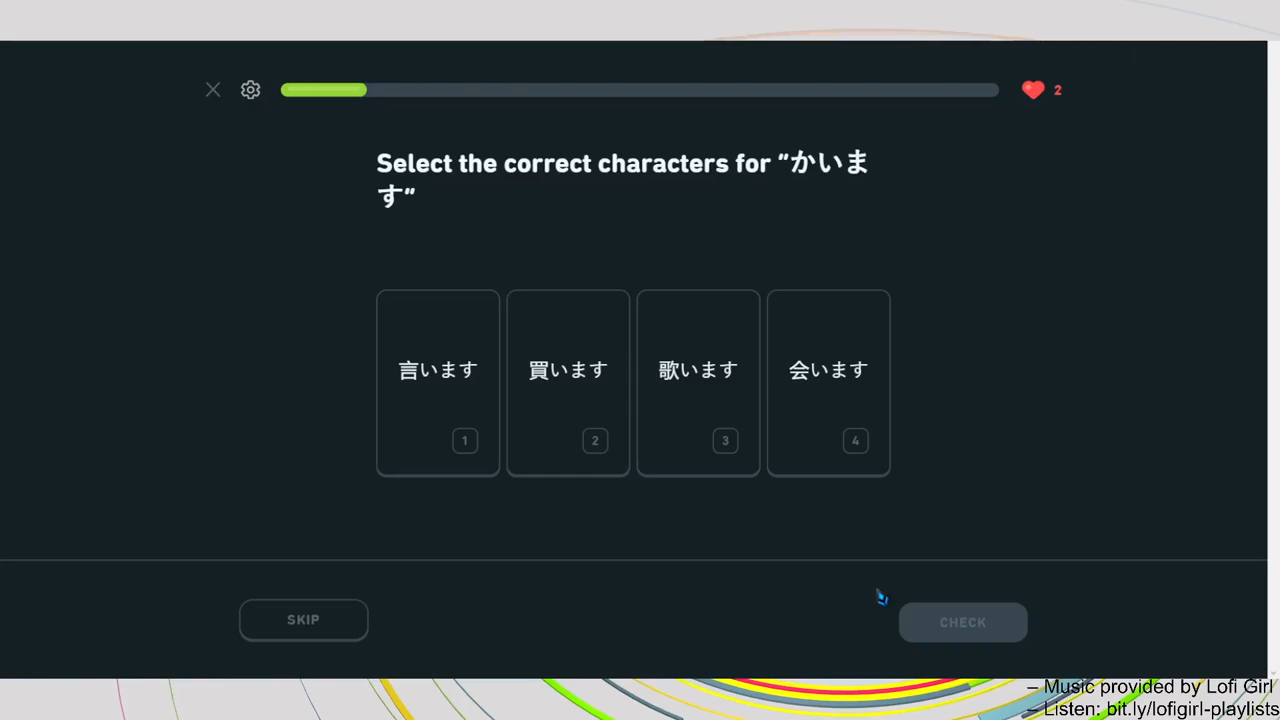 2
Select the correct characters for "かいま
す"
言います
買います
歌います
会います
1
2
3
4
SKIP
CHECK
– Music provided by Lofi Girl
– Listen: bit.ly/lofigirl-playlists